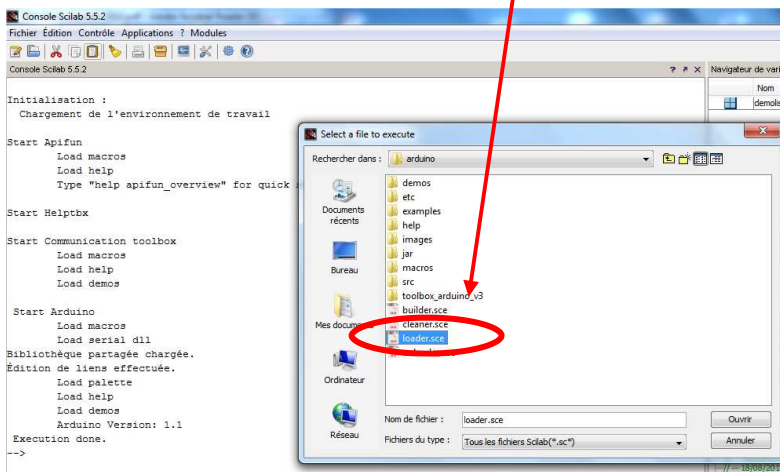 Console Scilab 5.5.2
Fichier Édition Contrôle Applications ? Modules
Console Scilab 5.5.2
Navigateur de vari
Nom
demolis
Initialisation :
Chargement de l'environnement de travail
Start Apifun
Load macros
Load help
Type "help apifun_overview" for quick
Start Helptbx
Start Communication toolbox
Load macros
Load help
Load demos
Start Arduino
Load macros
Load serial dll
Bibliothèque partagée chargée.
Édition de liens effectuée.
Load palette
Load help
Load demos
Arduino Version: 1.1
Execution done.
-->
Select a file to execute
Rechercher dans :
arduino
Documents récents
Bureau
Mes documents
Ordinateur
Réseau
demos
etc
examples
help
images
jar
macros
src
toolbox_arduino_v3
builder.sce
cleaner.sce
loader.sce
Nom de fichier :
loader.sce
Ouvrir
Fichiers du type :
Tous les fichiers Scilab(*.sc*)
Annuler